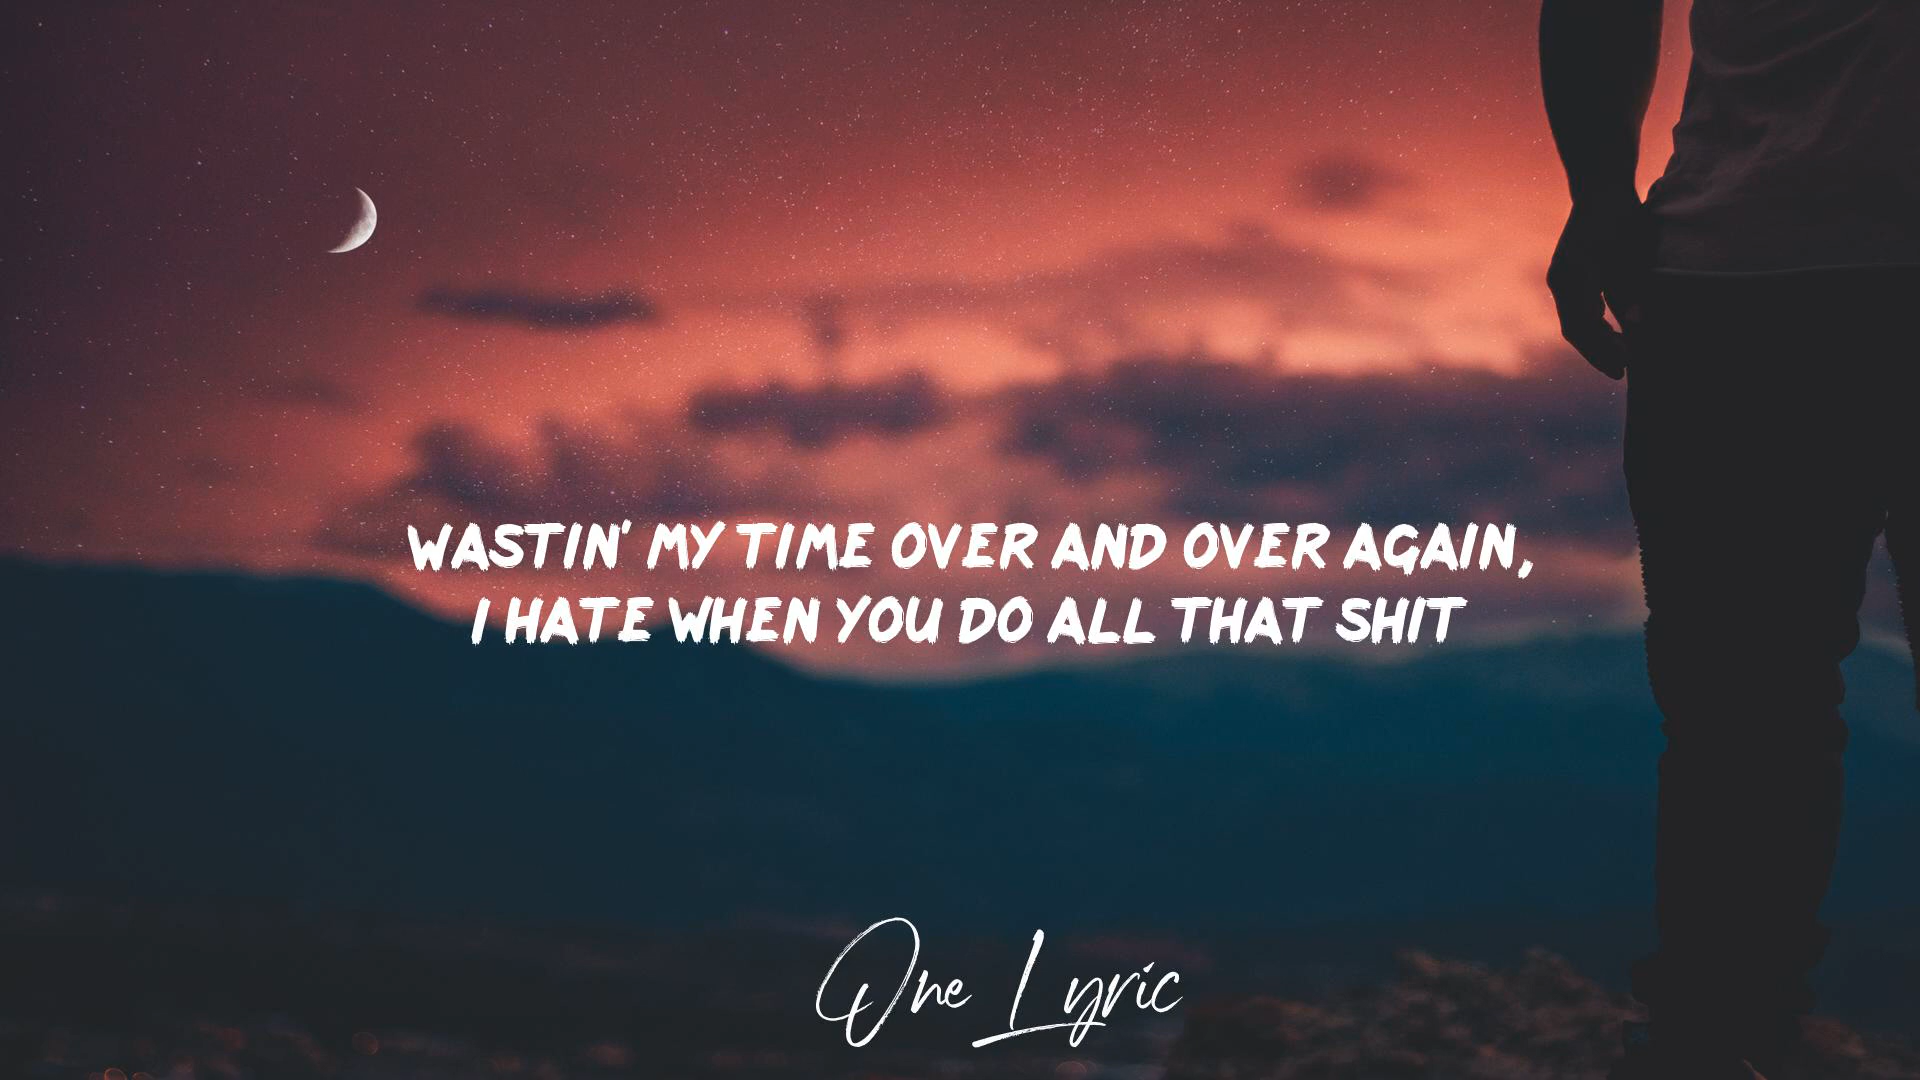 WASTIN' MY TIME OVER AND OVER AGAIN,
I HATE WHEN YOU DO ALL THAT SHIT
One Lyric